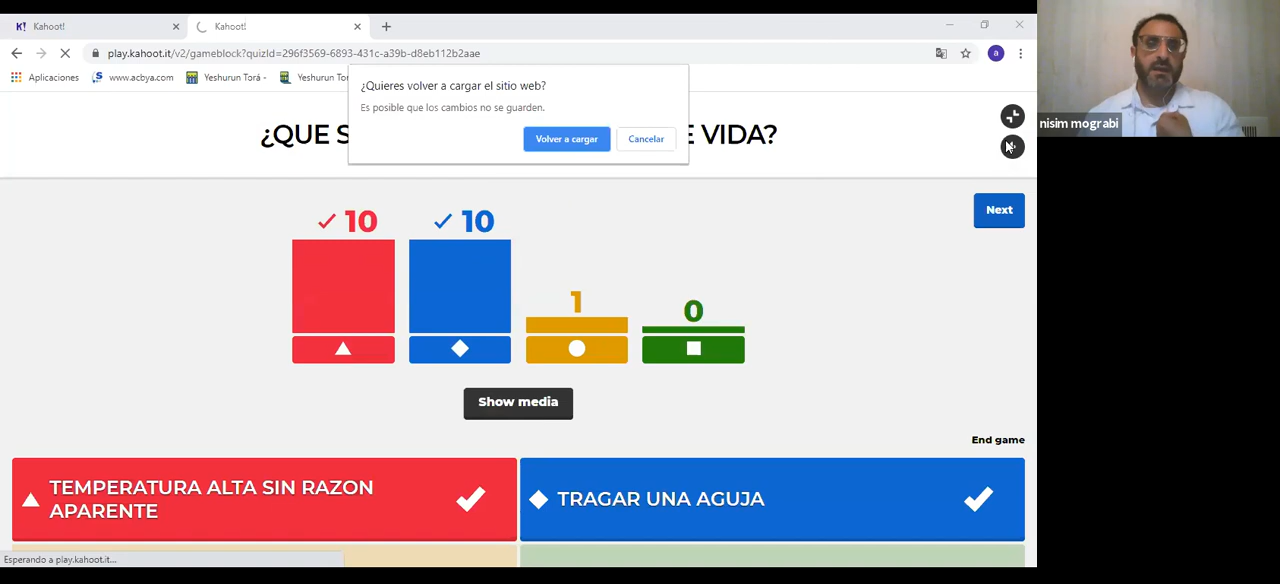 K! Kahoot!
Kahoot!
play.kahoot.it/v2/gameblock?quizId=296f3569-6893-431c-a39b-d8eb112b2aae
a
Aplicaciones
www.acbya.com
Yeshurun Torá -
Yeshurun Tor
¿Quieres volver a cargar el sitio web?
Es posible que los cambios no se guarden.
Volver a cargar
Cancelar
¿QUE S
E VIDA?
nisim mograbi
Next
10
10
1
0
Show media
End game
TEMPERATURA ALTA SIN RAZON
APARENTE
TRAGAR UNA AGUJA
Esperando a play.kahoot.it...